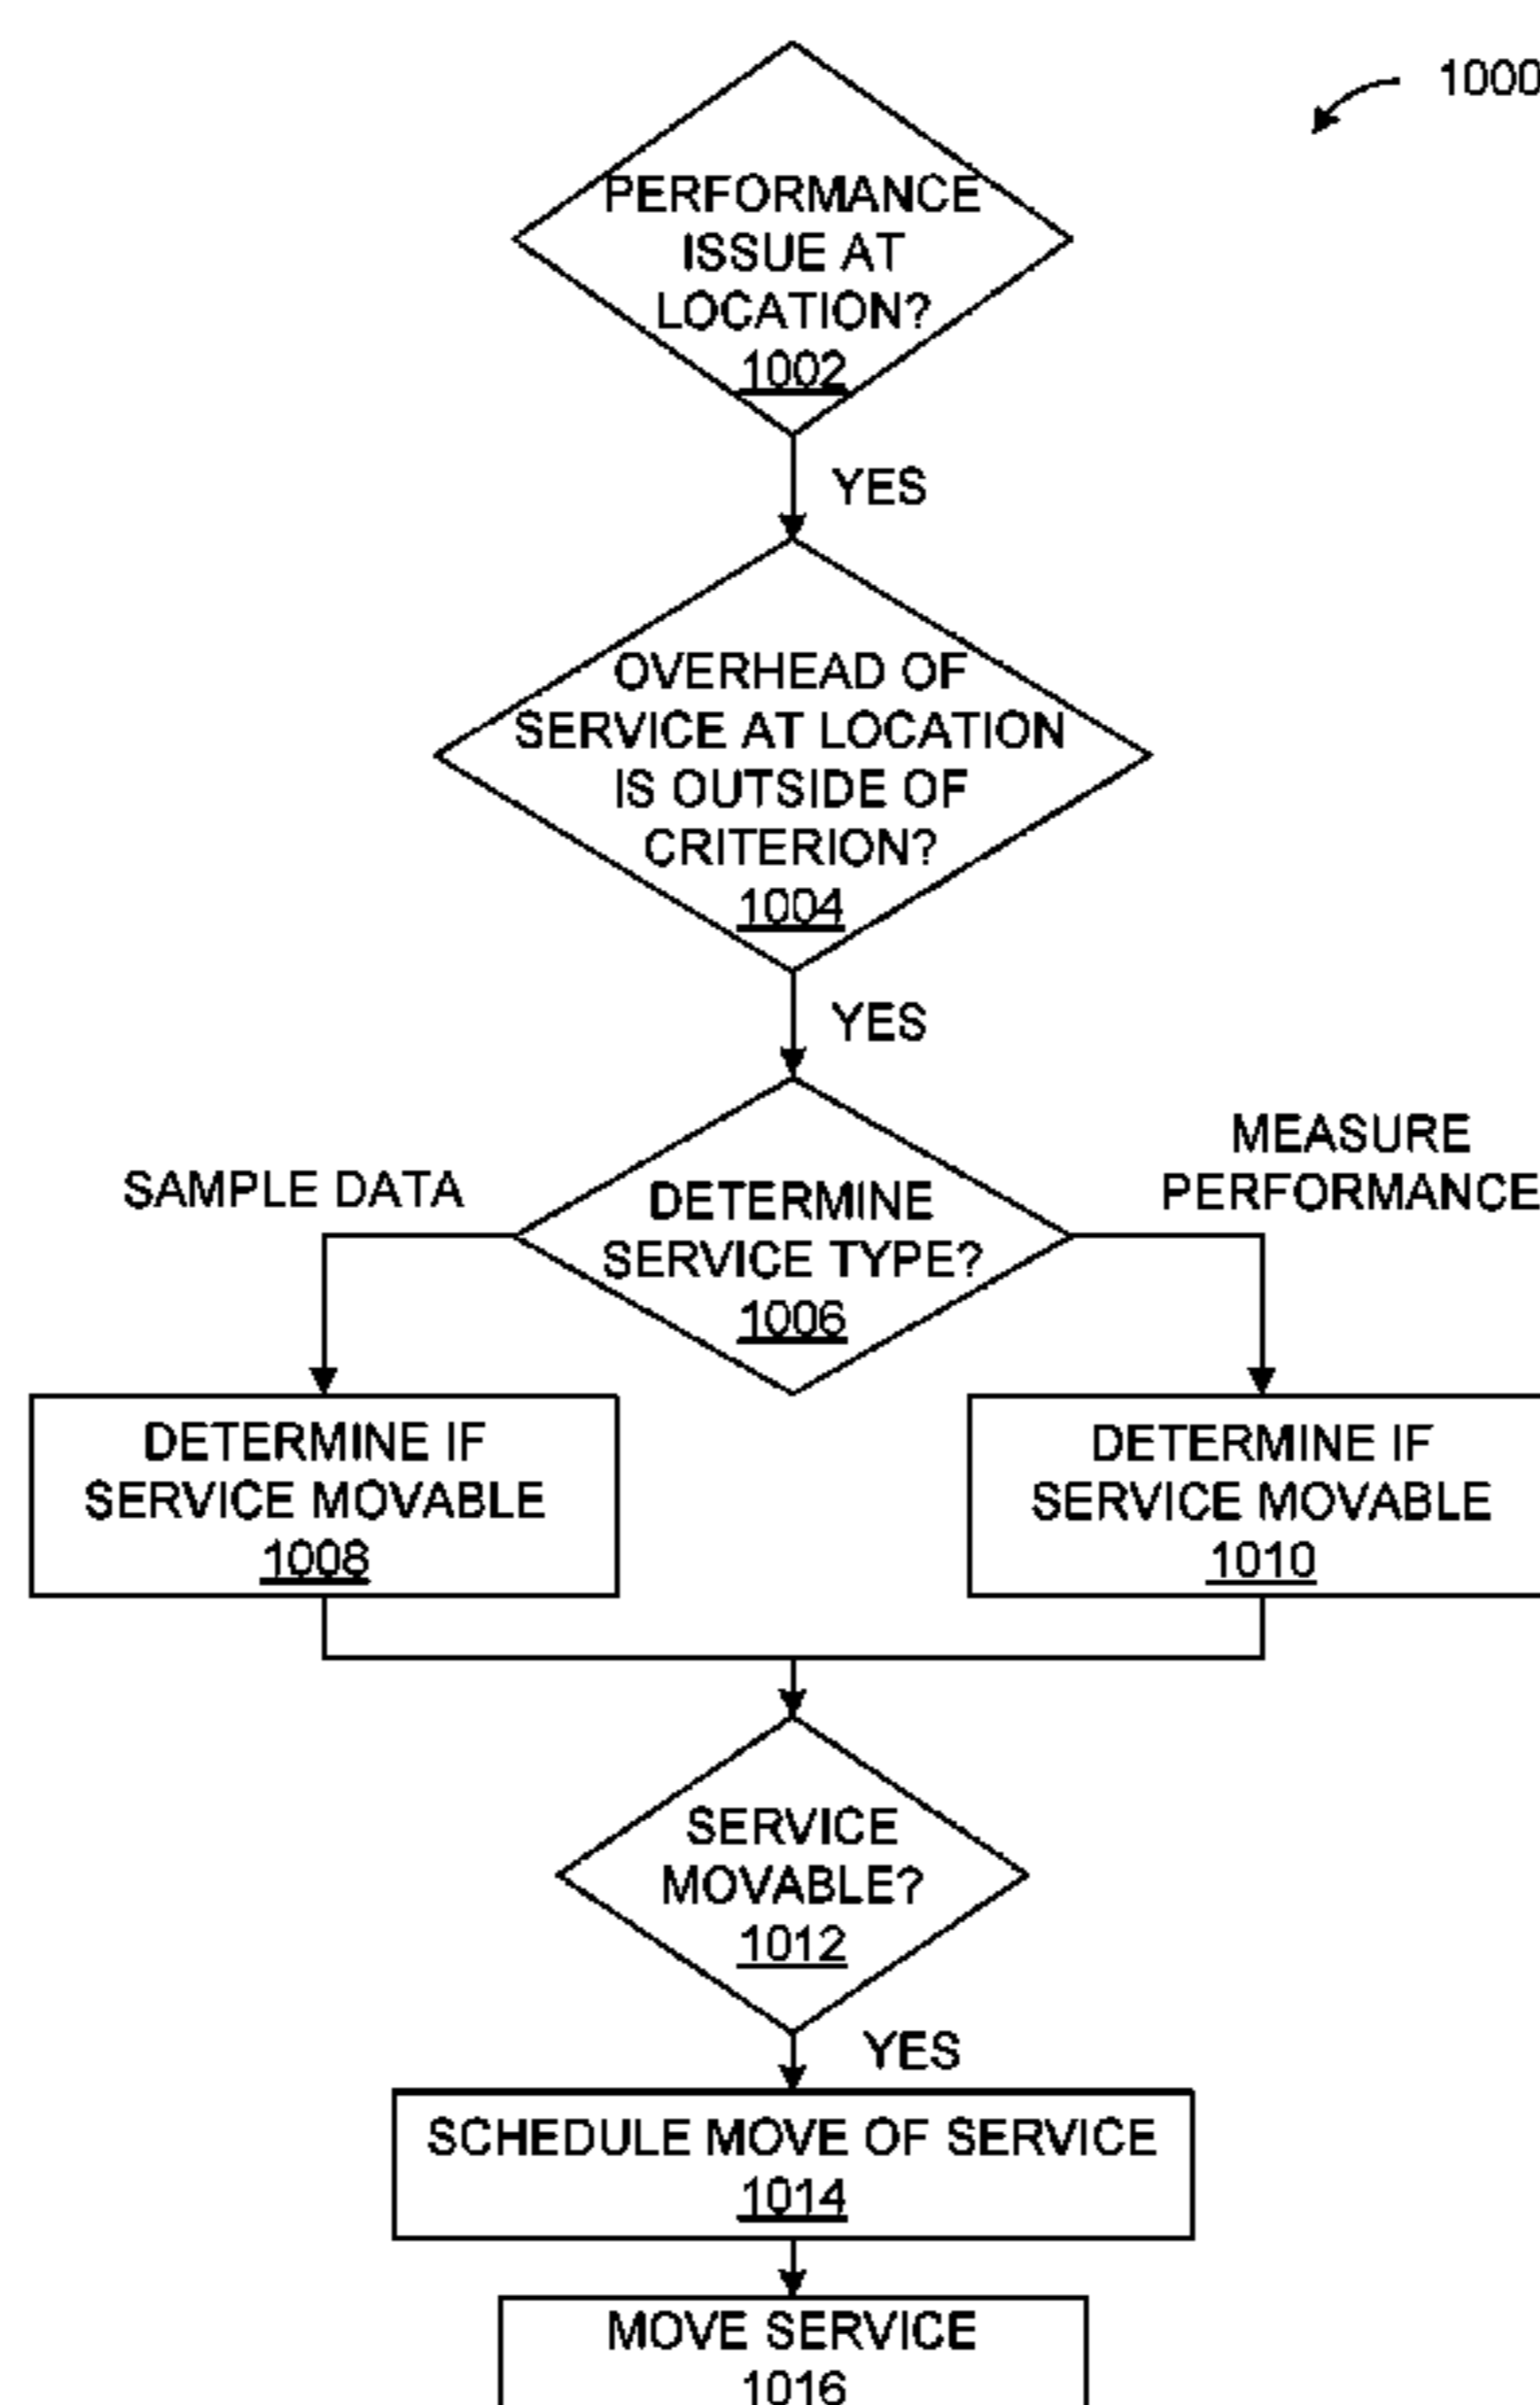 1000
PERFORMANCE
ISSUE AT
LOCATION?
1002
YES
OVERHEAD OF
SERVICE AT LOCATION
IS OUTSIDE OF
CRITERION?
1004
YES
SAMPLE DATA
MEASURE
PERFORMANCE
DETERMINE
SERVICE TYPE?
1006
DETERMINE IF
SERVICE MOVABLE
1008
DETERMINE IF
SERVICE MOVABLE
1010
SERVICE
MOVABLE?
1012
YES
SCHEDULE MOVE OF SERVICE
1014
MOVE SERVICE
1016